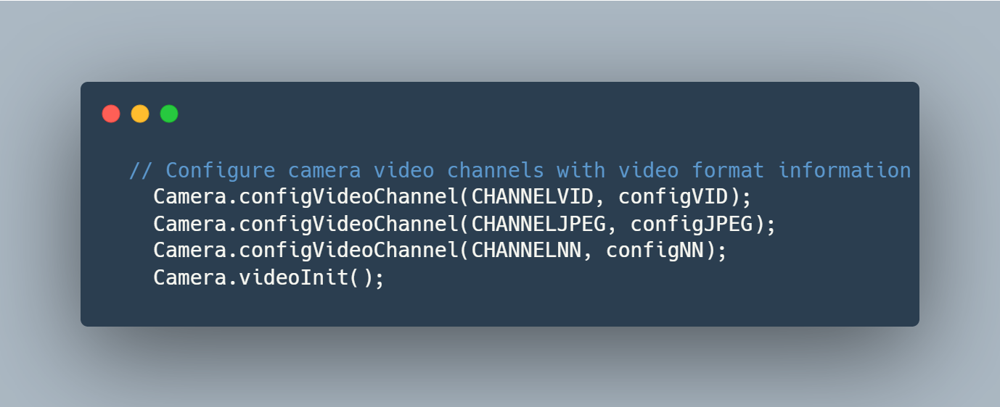 // Configure camera video channels with video format information
Camera.configVideoChannel(CHANNELVID, configVID);
Camera.configVideoChannel(CHANNELJPEG, configJPEG);
Camera.configVideoChannel(CHANNELNN, configNN);
Camera.videoInit();